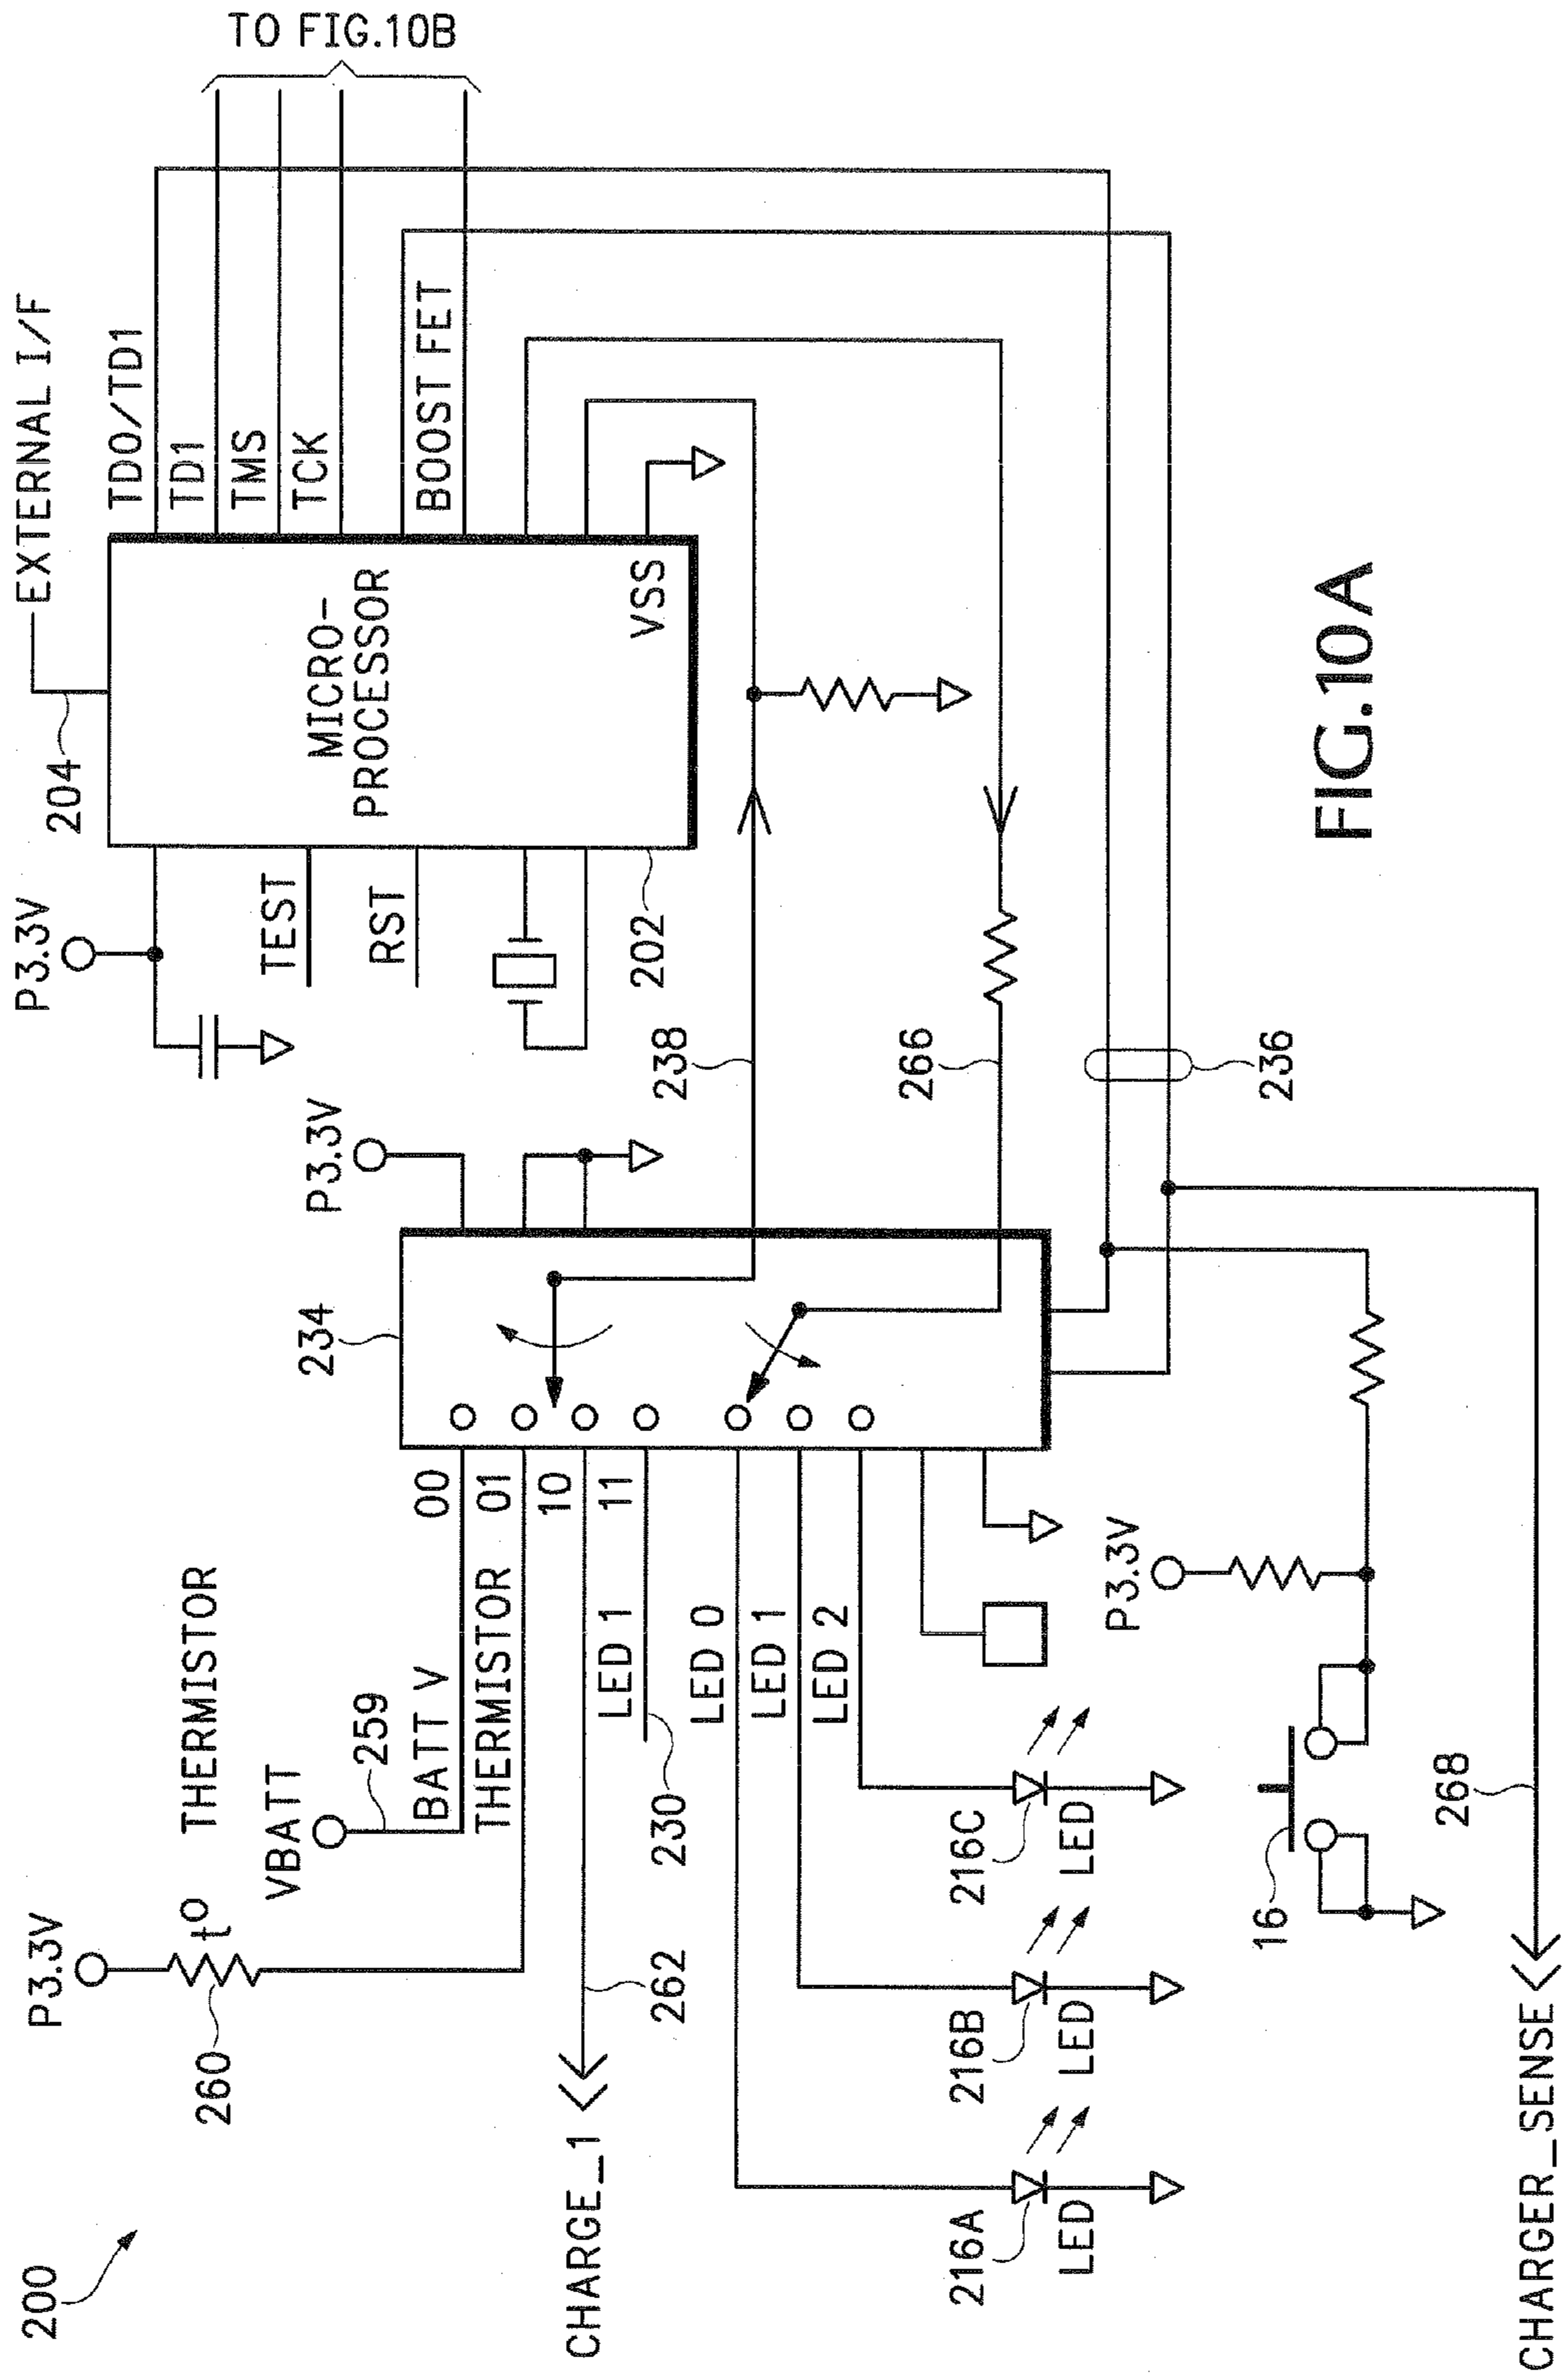 200
P3.3V
260
t°
THERMISTOR
VBATT
259
BATT V
THERMISTOR
00
01
10
11
CHARGE_1
262
LED 1
230
LED 0
LED 1
LED 2
216A
LED
216B
LED
216C
LED
234
P3.3V
P3.3V
TEST
RST
202
204
EXTERNAL I/F
MICRO-
PROCESSOR
VSS
TDO/TD1
TD1
TMS
TCK
BOOST FET
TO FIG.10B
238
266
236
P3.3V
16
268
CHARGER_SENSE
FIG.10A